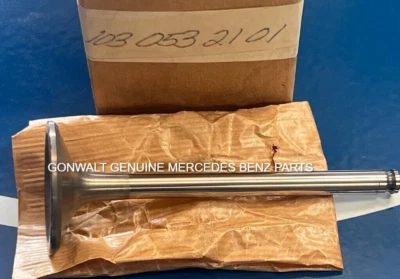 103 053 21 01
GONWALT GENUINE MERCEDES BENZ PARTS